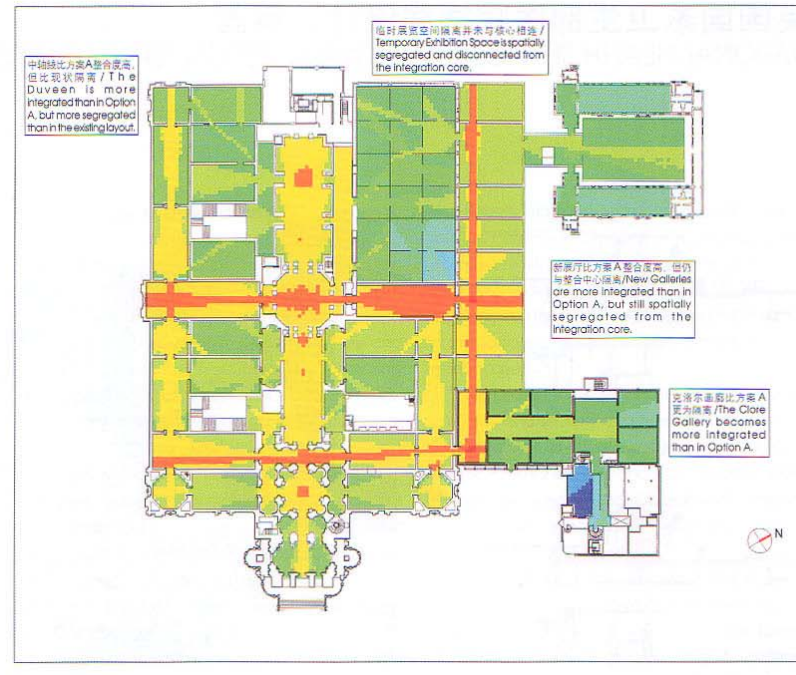 临时展览空间隔离并未与核心相连/
Temporary Exhibition Space is spatially
segregated and disconnected from
the integration core.
中轴线比方案A整合度高,
但比现状隔离/The
Duveen is more
integrated than in Option
A, but more segregated
than in the existing layout.
新展厅比方案A整合度高, 但仍
与整合中心隔离/New Galleries
are more integrated than in
Option A, but still spatially
segregated from the
integration core.
克洛尔画廊比方案A
更为隔离/The Clore
Gallery becomes
more integrated
than in Option A.
N